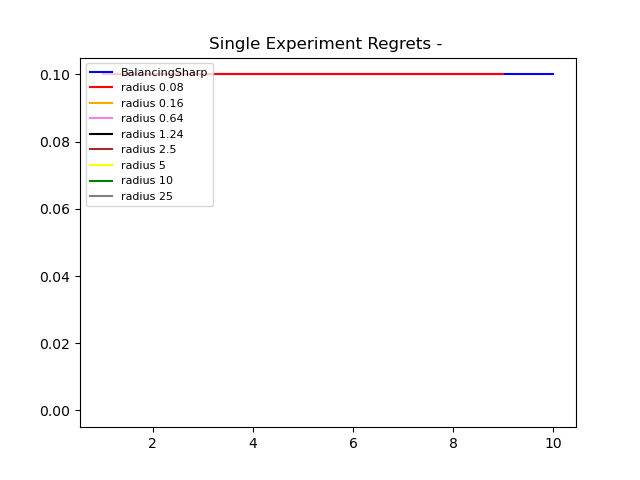 Single Experiment Regrets -
0.10
0.08
0.06
0.04
0.02
0.00
BalancingSharp
radius 0.08
radius 0.16
radius 0.64
radius 1.24
radius 2.5
radius 5
radius 10
radius 25
2 4 6 8 10